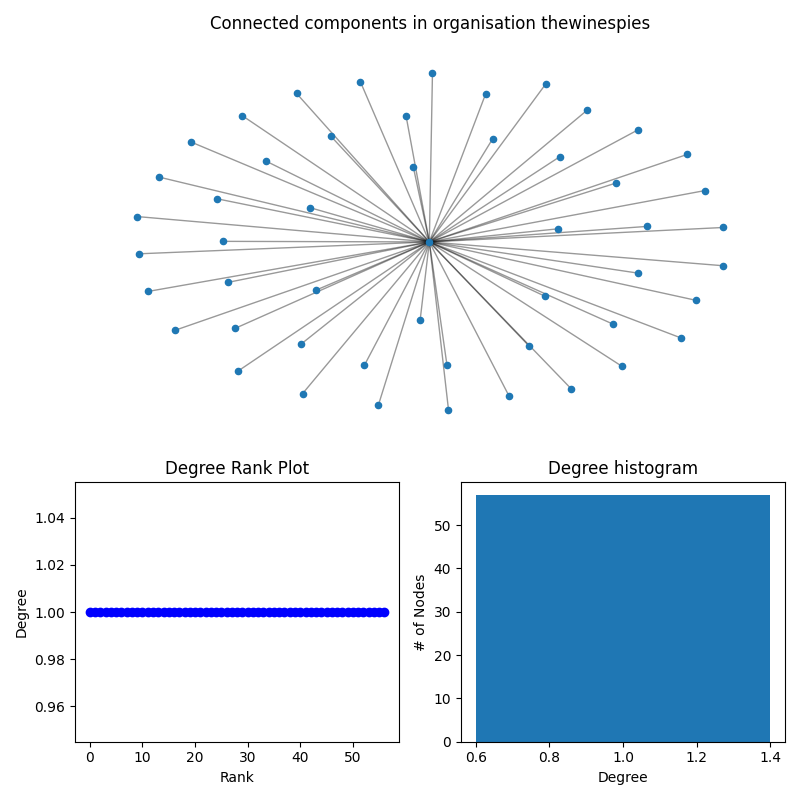 Connected components in organisation thewinespies
Degree Rank Plot
Degree
1.04
1.02
1.00
0.98
0.96
0 10 20 30 40 50
Rank
Degree histogram
# of Nodes
50
40
30
20
10
0
0.6 0.8 1.0 1.2 1.4
Degree